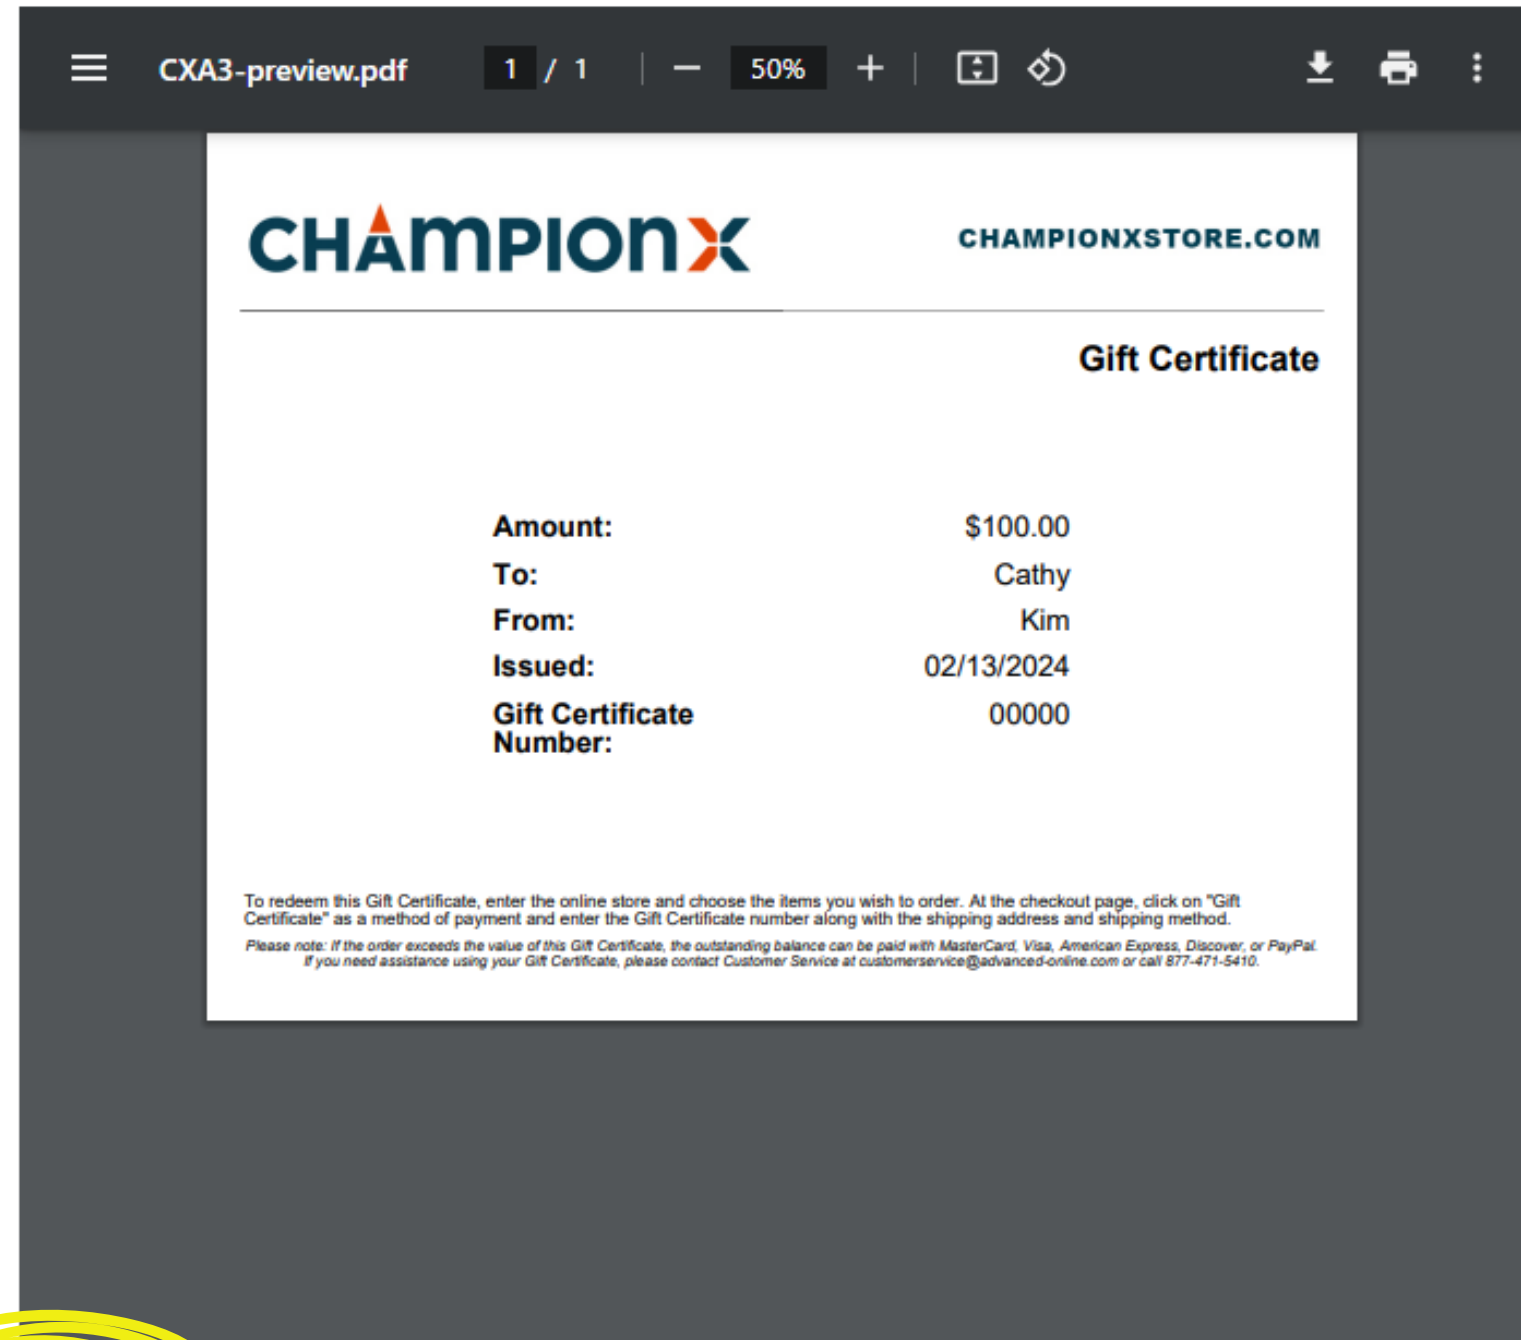 CXA3-preview.pdf 1 / 1 50%
CHAMPIONX CHAMPIONXSTORE.COM
Gift Certificate
Amount: $100.00
To: Cathy
From: Kim
Issued: 02/13/2024
Gift Certificate 00000
Number:
To redeem this Gift Certificate, enter the online store and choose the items you wish to order. At the checkout page, click on "Gift
Certificate" as a method of payment and enter the Gift Certificate number along with the shipping address and shipping method.
Please note: If the order exceeds the value of this Gift Certificate, the outstanding balance can be paid with MasterCard, Visa, American Express, Discover, or PayPal.
If you need assistance using your Gift Certificate, please contact Customer Service at customerservice@advanced-online.com or call 877-471-5410.